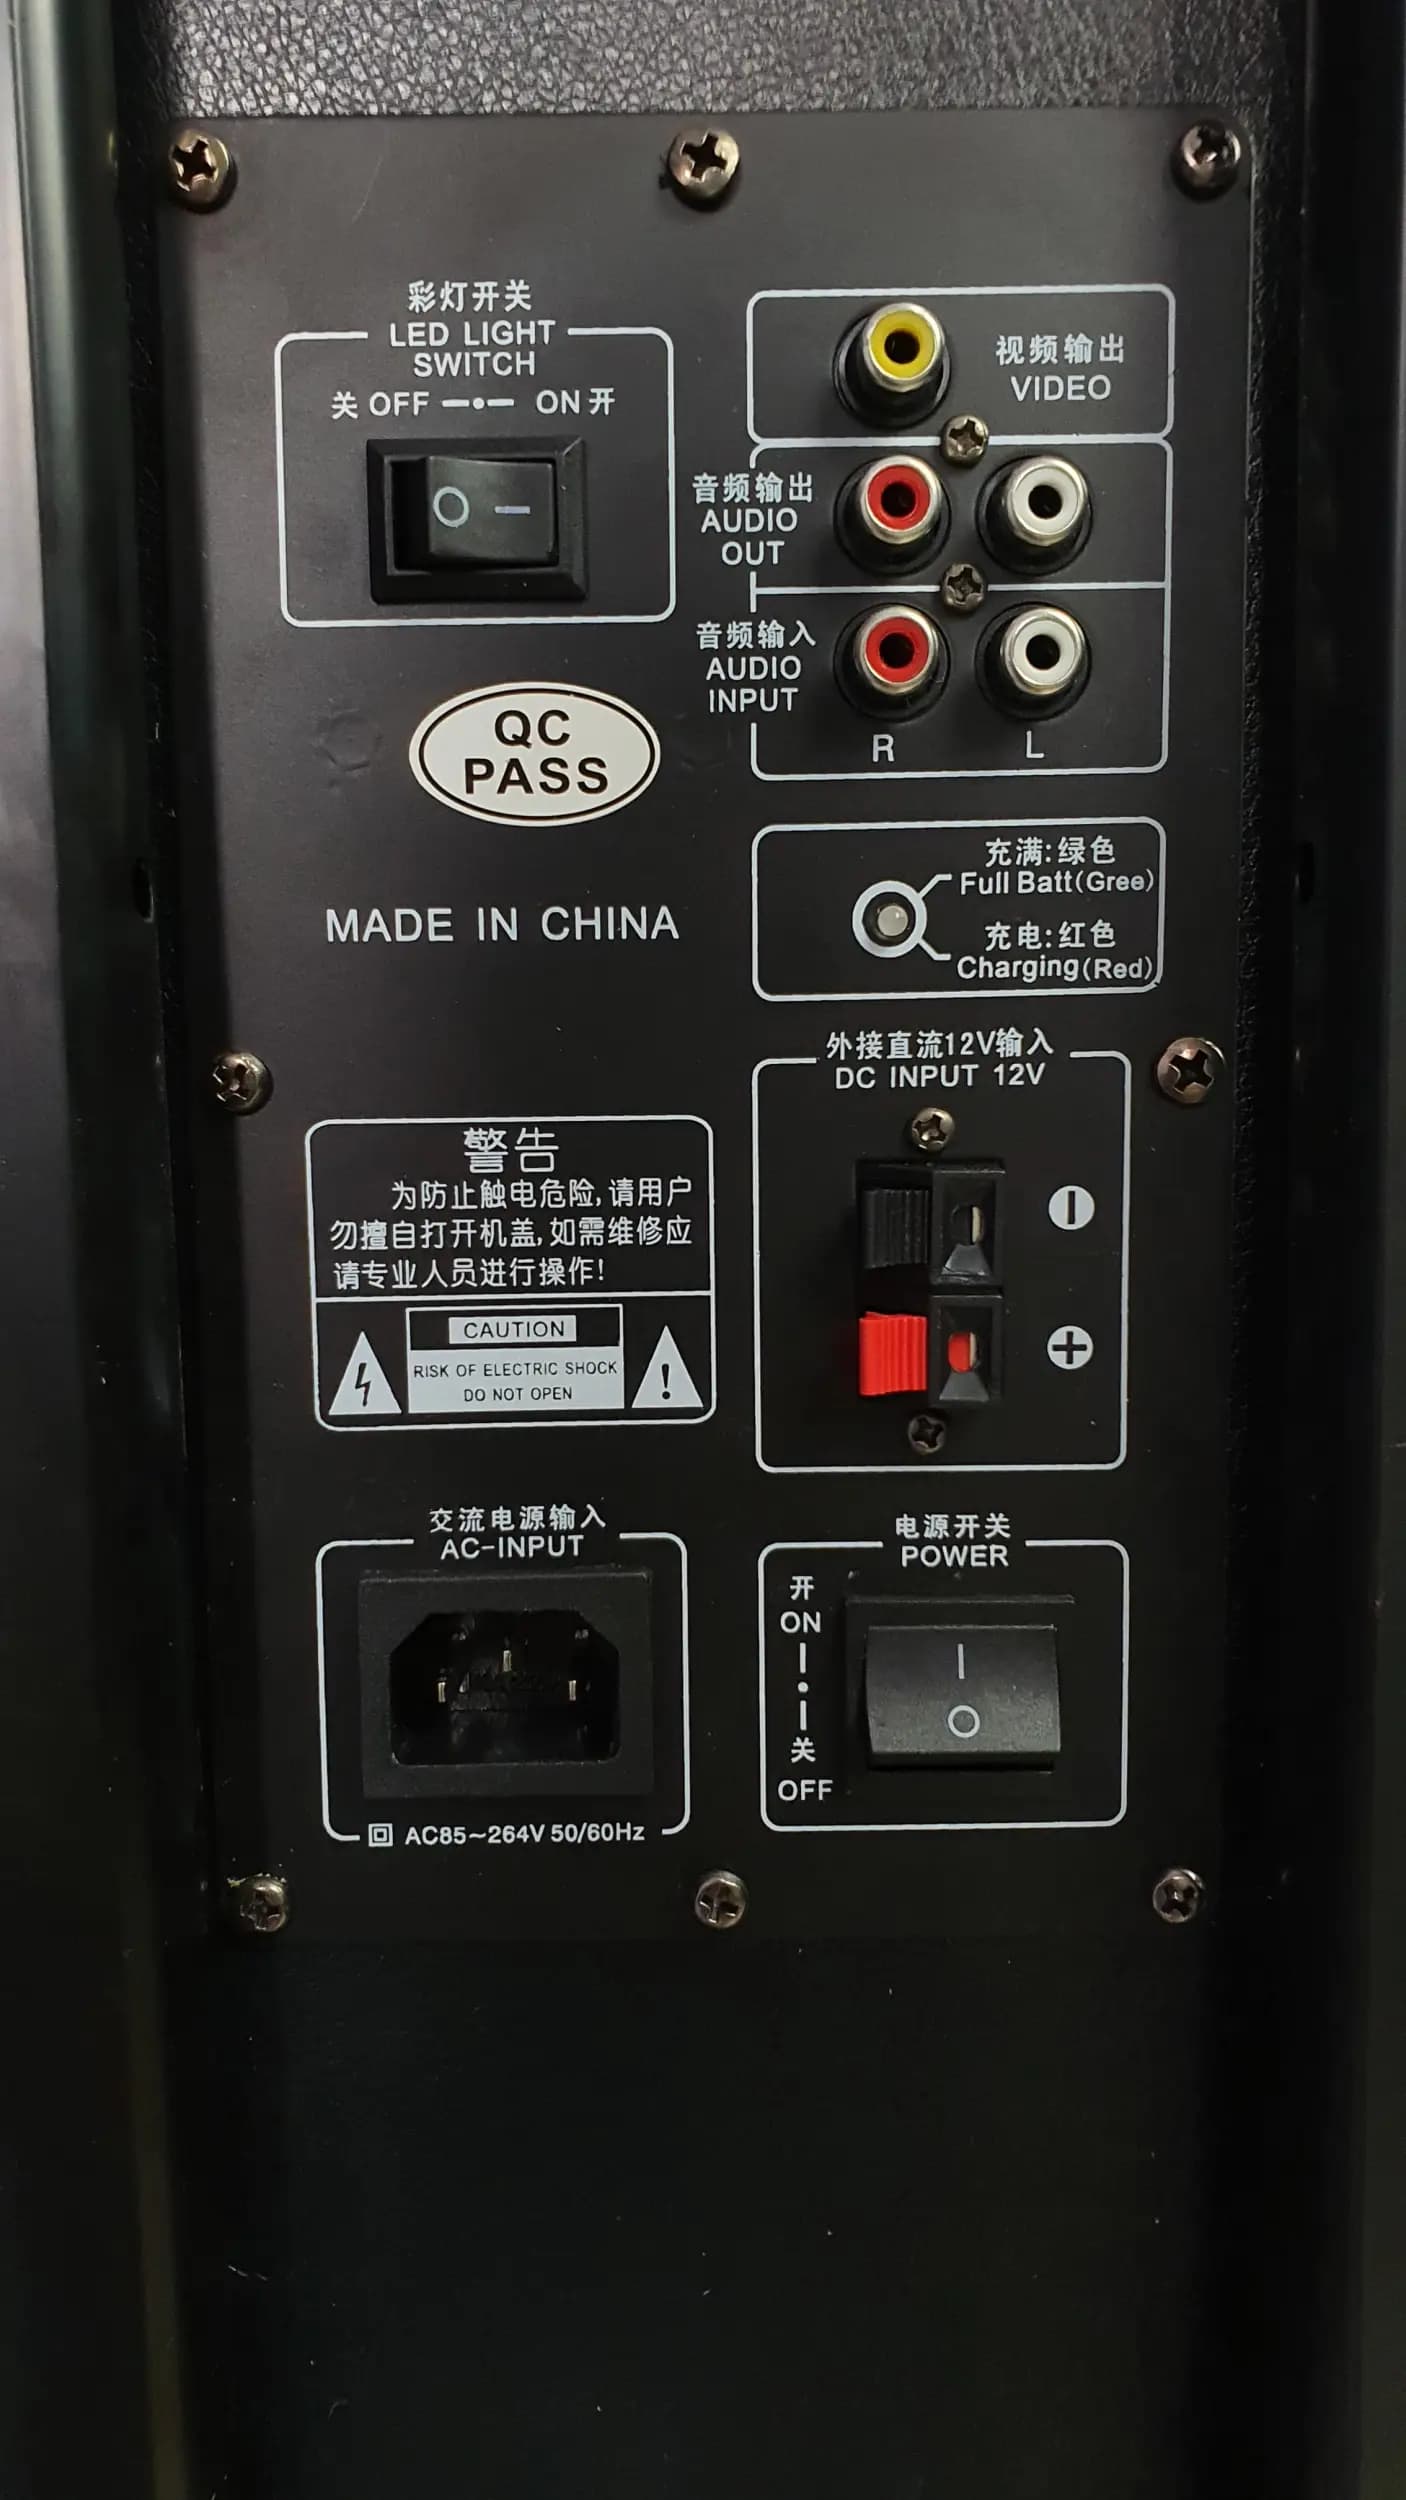 彩灯开关
LED LIGHT
SWITCH
关 OFF ON 开
视频输出
VIDEO
音频输出
AUDIO
OUT
音频输入
AUDIO
INPUT
R L
QC
PASS
MADE IN CHINA
充满:绿色
Full Batt(Gree)
充电:红色
Charging(Red)
外接直流12V输入
DC INPUT 12V
警告
为防止触电危险,请用户
勿擅自打开机盖,如需维修应
请专业人员进行操作!
CAUTION
RISK OF ELECTRIC SHOCK
DO NOT OPEN
交流电源输入
AC-INPUT
AC85~264V 50/60Hz
电源开关
POWER
开
ON
关
OFF